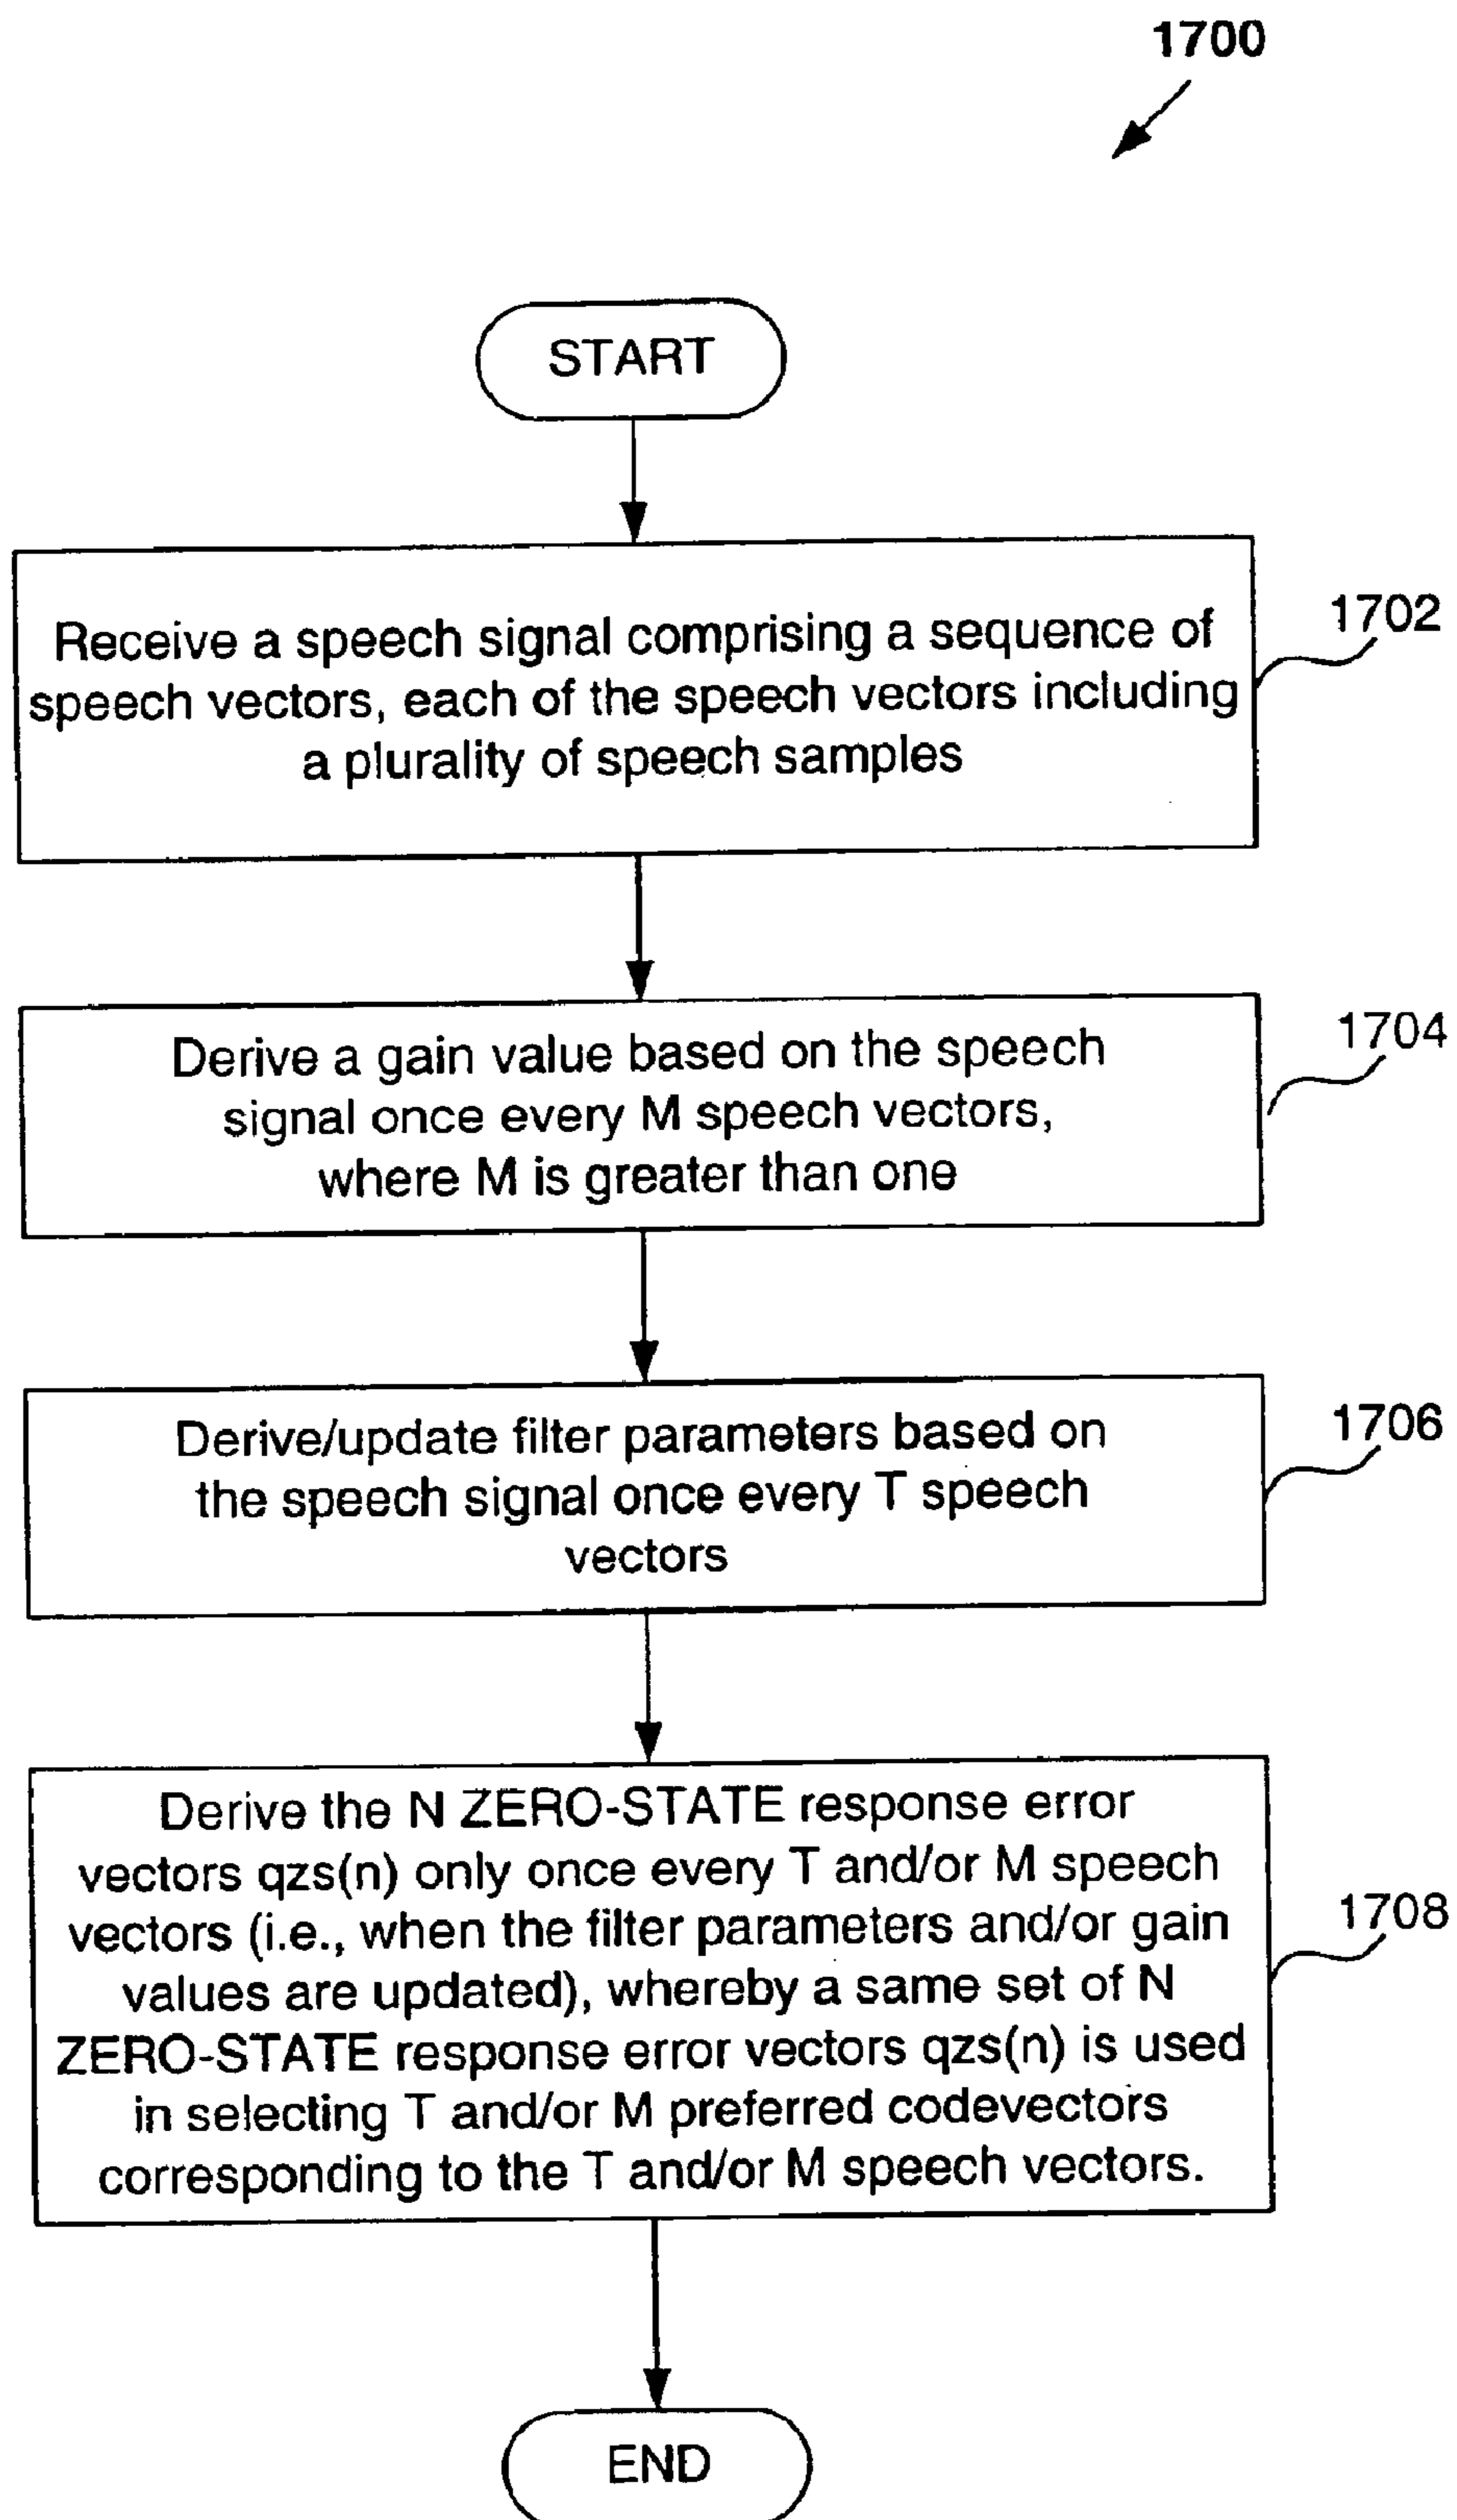 1700
START
Receive a speech signal comprising a sequence of
speech vectors, each of the speech vectors including
a plurality of speech samples
1702
Derive a gain value based on the speech
signal once every M speech vectors,
where M is greater than one
1704
Derive/update filter parameters based on
the speech signal once every T speech
vectors
1706
Derive the N ZERO-STATE response error
vectors qzs(n) only once every T and/or M speech
vectors (i.e., when the filter parameters and/or gain
values are updated), whereby a same set of N
ZERO-STATE response error vectors qzs(n) is used
in selecting T and/or M preferred codevectors
corresponding to the T and/or M speech vectors.
1708
END